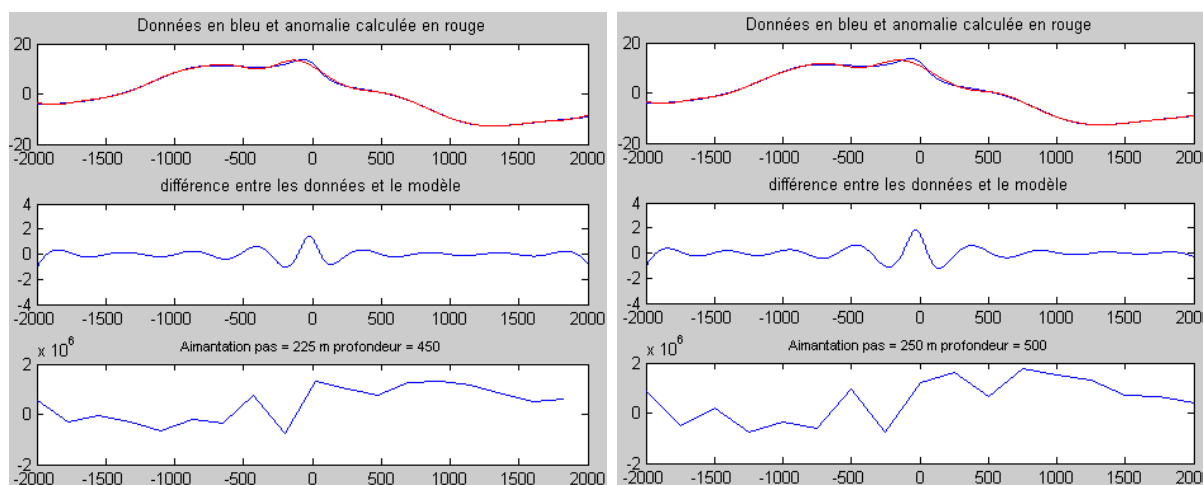 Données en bleu et anomalie calculée en rouge
20
0
-20
-2000 -1500 -1000 -500 0 500 1000 1500 2000
différence entre les données et le modèle
4
2
0
-2
-4
-2000 -1500 -1000 -500 0 500 1000 1500 2000
x 10^6
Aimantation pas = 225 m profondeur = 450
2
0
-2
-2000 -1500 -1000 -500 0 500 1000 1500 2000
Données en bleu et anomalie calculée en rouge
20
0
-20
-2000 -1500 -1000 -500 0 500 1000 1500 2000
différence entre les données et le modèle
4
2
0
-2
-4
-2000 -1500 -1000 -500 0 500 1000 1500 2000
x 10^6
Aimantation pas = 250 m profondeur = 500
2
0
-2
-2000 -1500 -1000 -500 0 500 1000 1500 200